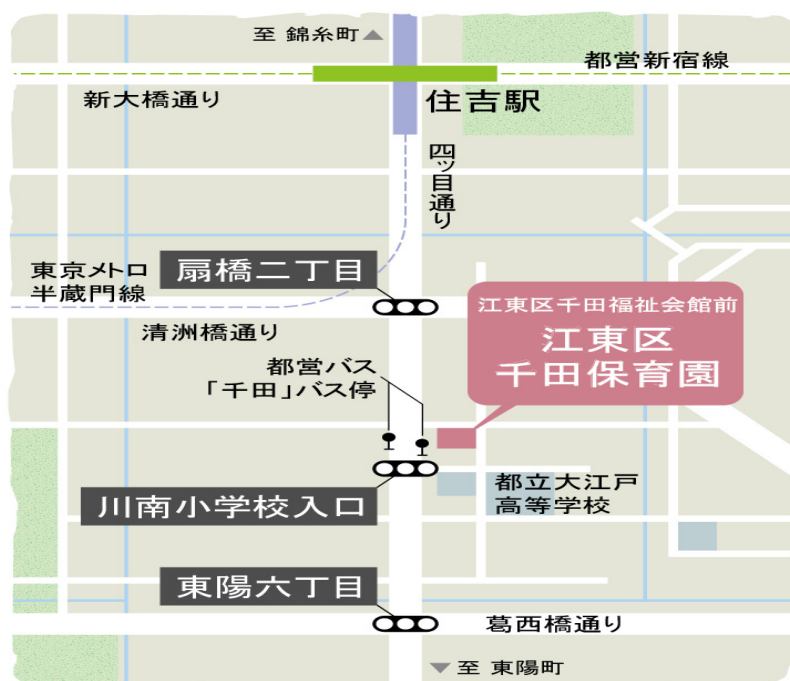 至 錦糸町
都営新宿線
新大橋通り
住吉駅
四ッ目通り
東京メトロ
半蔵門線
扇橋二丁目
清洲橋通り
江東区千田福祉会館前
江東区
千田保育園
都営バス
「千田」バス停
川南小学校入口
都立大江戸
高等学校
東陽六丁目
葛西橋通り
至 東陽町